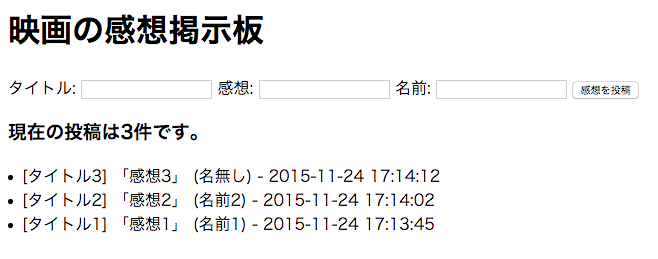 映画の感想掲示板
タイトル: 感想: 名前: 感想を投稿
現在の投稿は3件です。
[タイトル3] 「感想3」 (名無し) - 2015-11-24 17:14:12
[タイトル2] 「感想2」 (名前2) - 2015-11-24 17:14:02
[タイトル1] 「感想1」 (名前1) - 2015-11-24 17:13:45